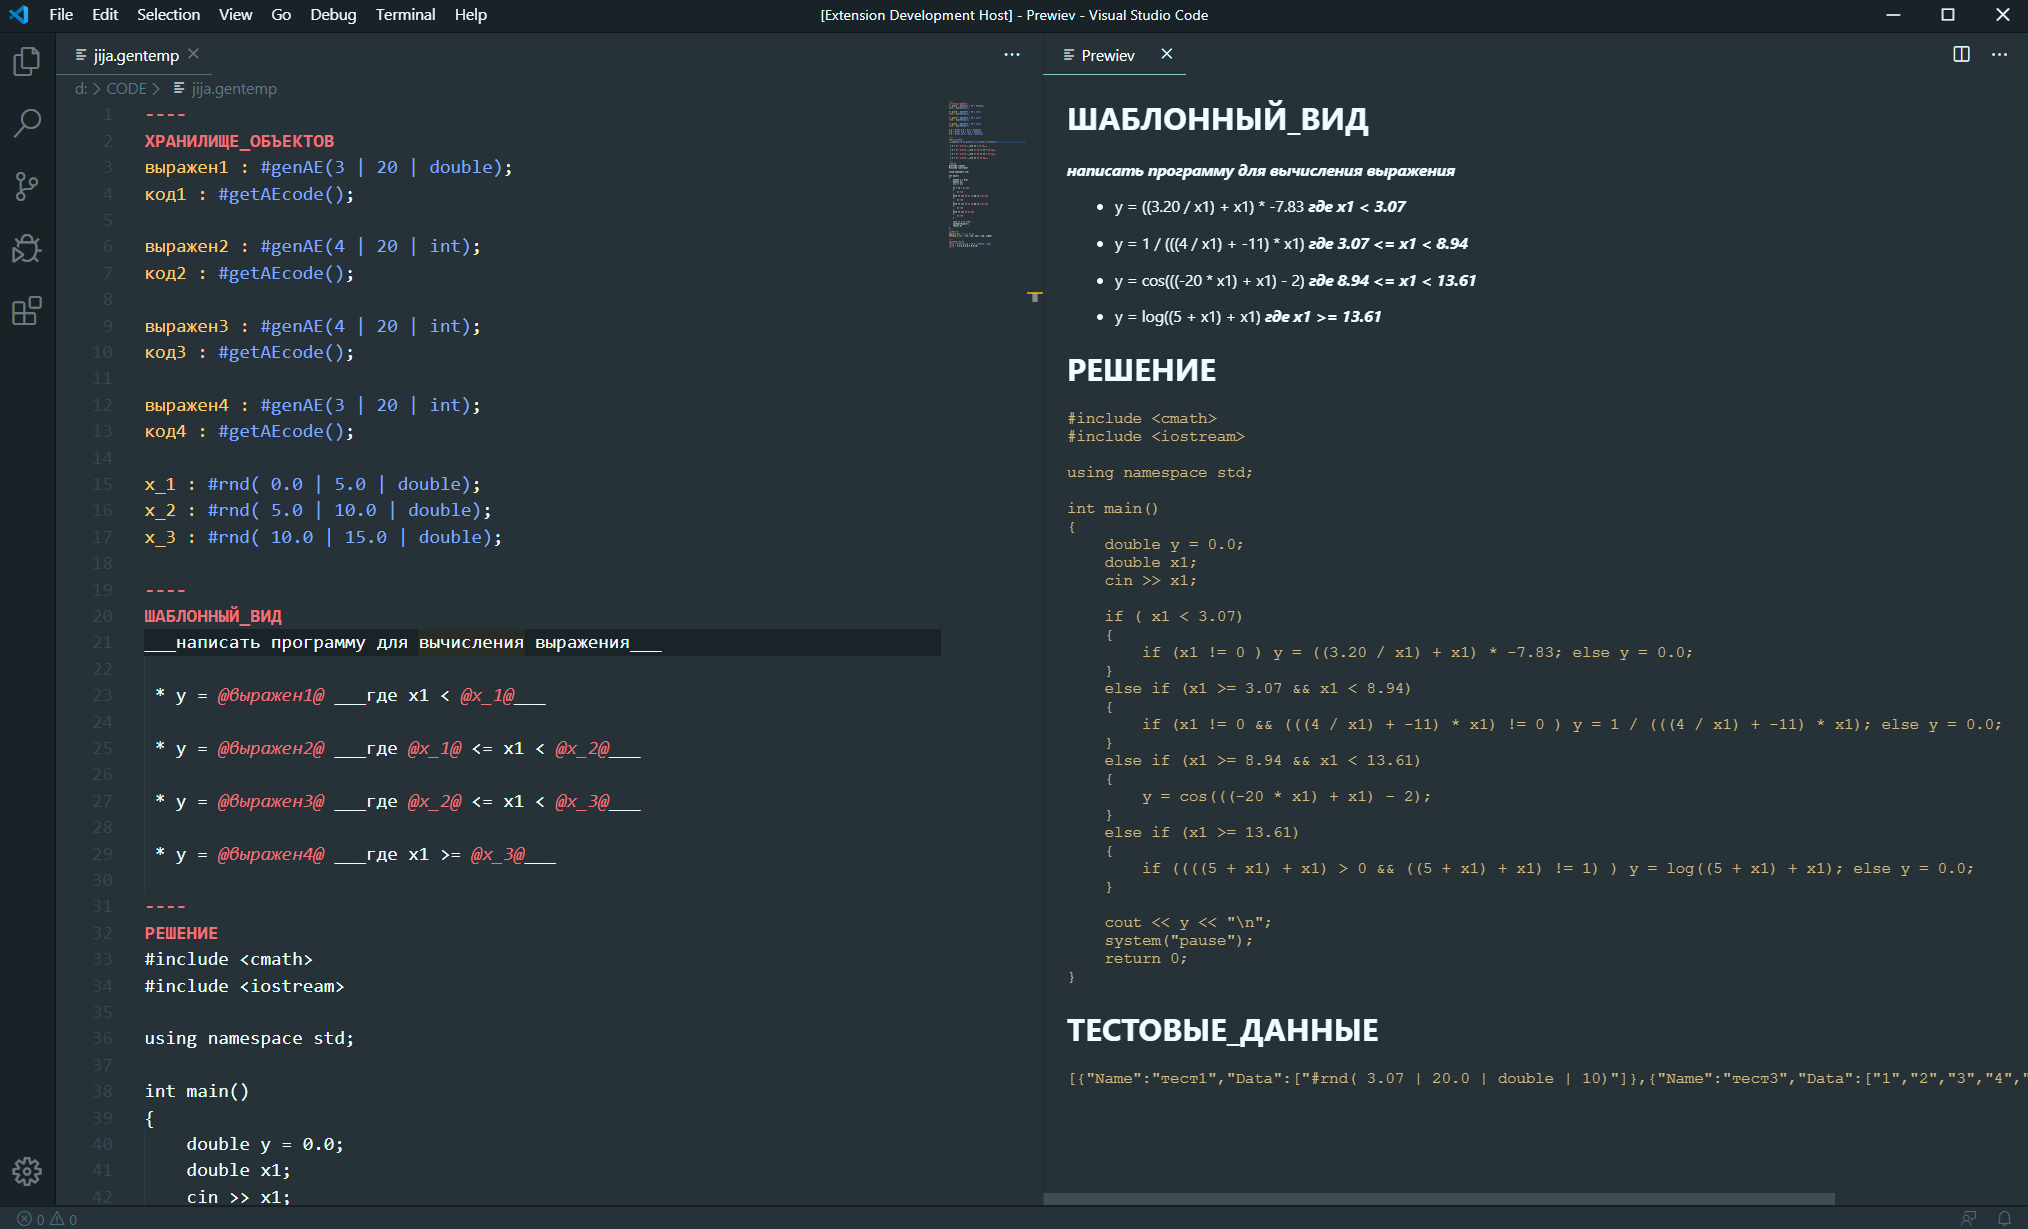 File Edit Selection View Go Debug Terminal Help
[Extension Development Host] - Prewiev - Visual Studio Code
jija.gentemp
d: > CODE > jija.gentemp
1 ----
2 ХРАНИЛИЩЕ_ОБЪЕКТОВ
3 выражен1 : #genAE(3 | 20 | double);
4 код1 : #getAEcode();
5
6 выражен2 : #genAE(4 | 20 | int);
7 код2 : #getAEcode();
8
9 выражен3 : #genAE(4 | 20 | int);
10 код3 : #getAEcode();
11
12 выражен4 : #genAE(3 | 20 | int);
13 код4 : #getAEcode();
14
15 x_1 : #rnd( 0.0 | 5.0 | double);
16 x_2 : #rnd( 5.0 | 10.0 | double);
17 x_3 : #rnd( 10.0 | 15.0 | double);
18
19 ----
20 ШАБЛОННЫЙ_ВИД
21 ___написать программу для вычисления выражения___
22
23 * y = @выражен1@ ___где x1 < @x_1@___
24
25 * y = @выражен2@ ___где @x_1@ <= x1 < @x_2@___
26
27 * y = @выражен3@ ___где @x_2@ <= x1 < @x_3@___
28
29 * y = @выражен4@ ___где x1 >= @x_3@___
30
31 ----
32 РЕШЕНИЕ
33 #include <cmath>
34 #include <iostream>
35
36 using namespace std;
37
38 int main()
39 {
40 double y = 0.0;
41 double x1;
42 cin >> x1;
Prewiev
ШАБЛОННЫЙ_ВИД
написать программу для вычисления выражения
• y = ((3.20 / x1) + x1) * -7.83 где x1 < 3.07
• y = 1 / (((4 / x1) + -11) * x1) где 3.07 <= x1 < 8.94
• y = cos(((-20 * x1) + x1) - 2) где 8.94 <= x1 < 13.61
• y = log((5 + x1) + x1) где x1 >= 13.61
РЕШЕНИЕ
#include <cmath>
#include <iostream>
using namespace std;
int main()
{
double y = 0.0;
double x1;
cin >> x1;
if ( x1 < 3.07)
{
if (x1 != 0 ) y = ((3.20 / x1) + x1) * -7.83; else y = 0.0;
}
else if (x1 >= 3.07 && x1 < 8.94)
{
if (x1 != 0 && (((4 / x1) + -11) * x1) != 0 ) y = 1 / (((4 / x1) + -11) * x1); else y = 0.0;
}
else if (x1 >= 8.94 && x1 < 13.61)
{
y = cos(((-20 * x1) + x1) - 2);
}
else if (x1 >= 13.61)
{
if ((((5 + x1) + x1) > 0 && ((5 + x1) + x1) != 1) ) y = log((5 + x1) + x1); else y = 0.0;
}
cout << y << "\n";
system("pause");
return 0;
}
ТЕСТОВЫЕ_ДАННЫЕ
[{"Name":"тест1","Data":["#rnd( 3.07 | 20.0 | double | 10)"]},{"Name":"тест3","Data":["1","2","3","4","
0 0